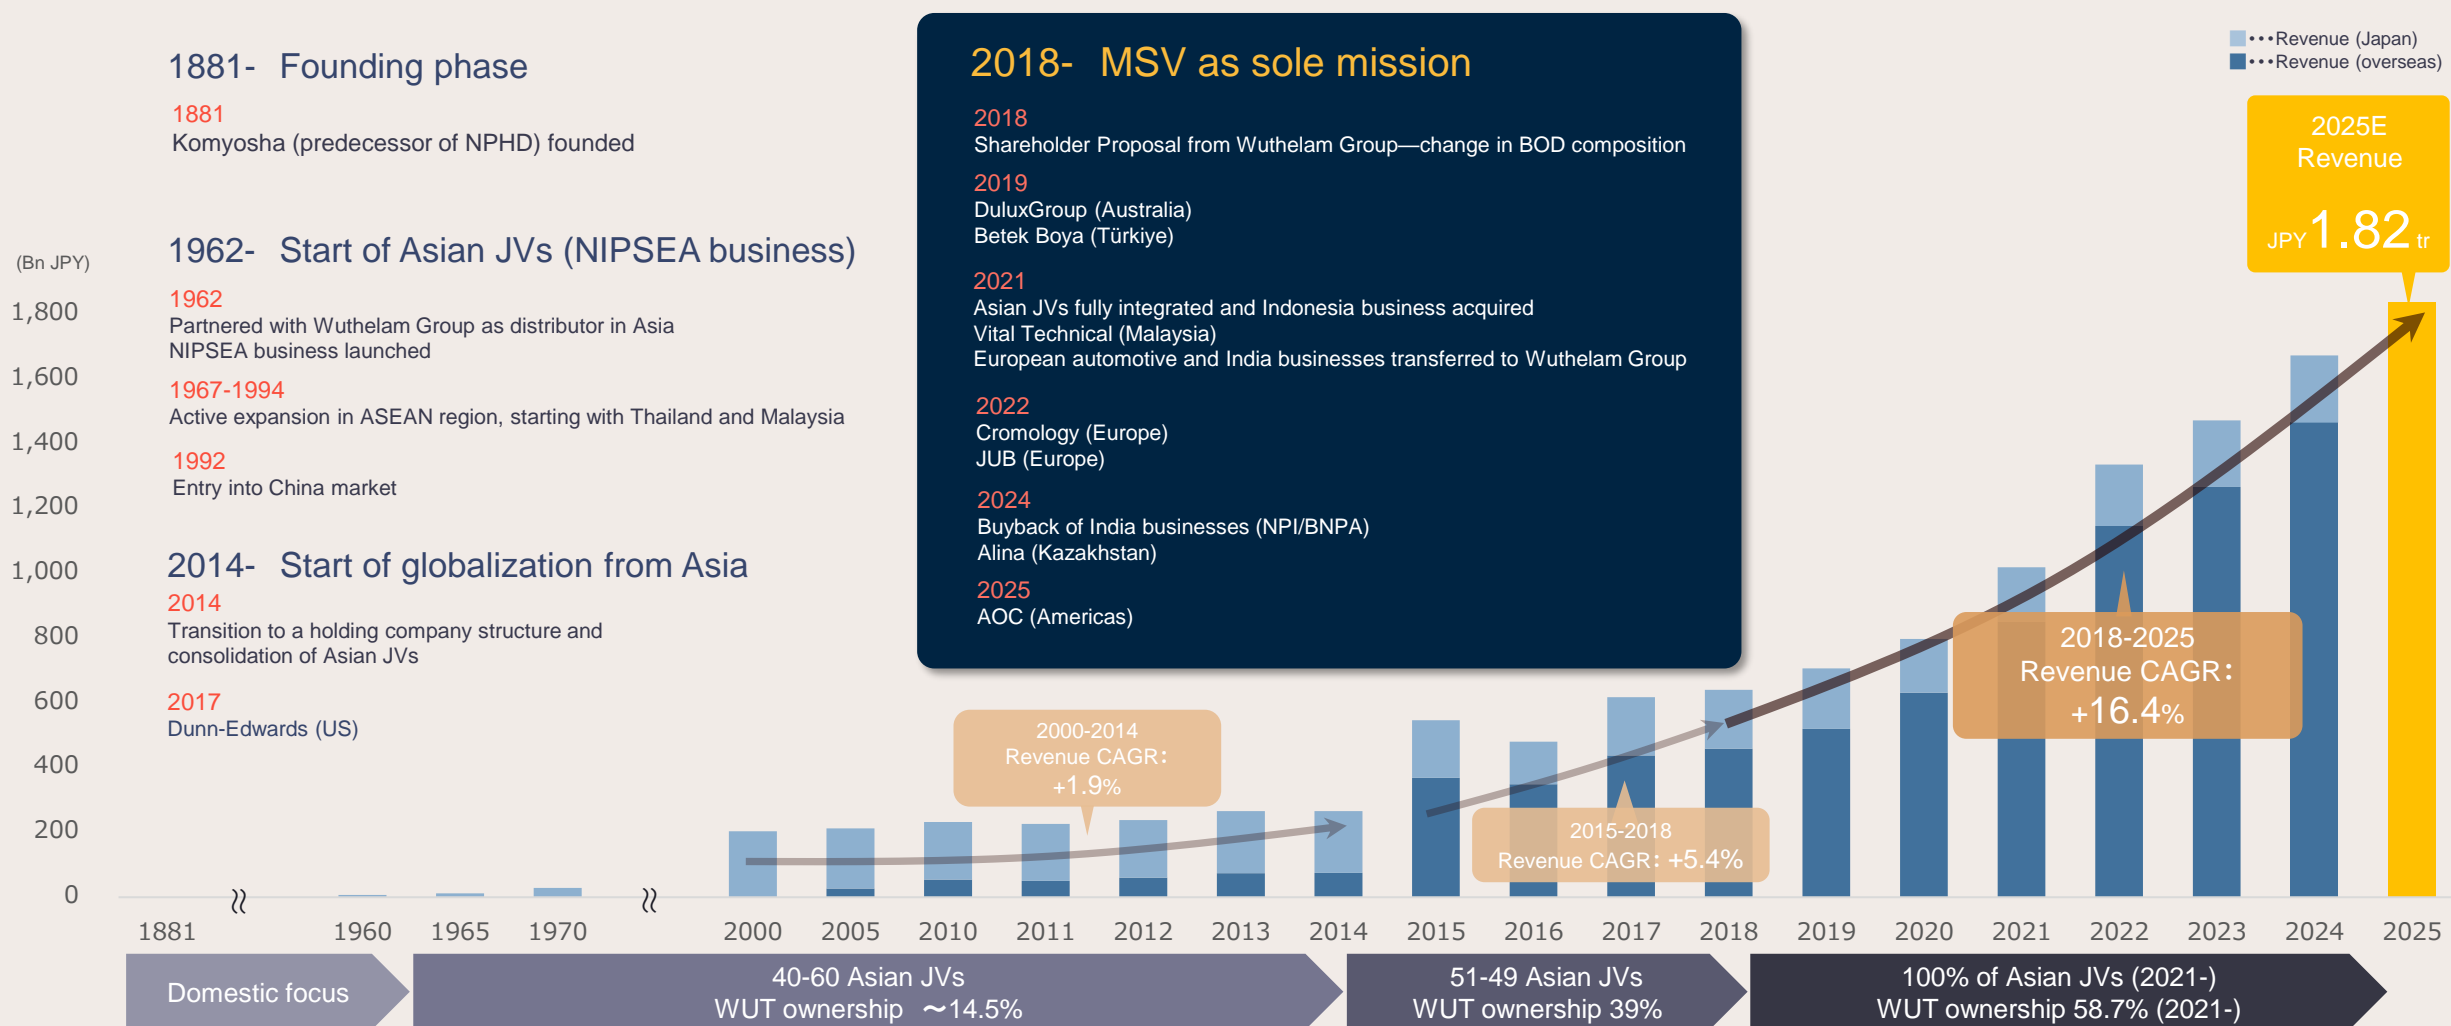 1881- Founding phase
1881
Komyosha (predecessor of NPHD) founded
1962- Start of Asian JVs (NIPSEA business)
1962
Partnered with Wuthelam Group as distributor in Asia
NIPSEA business launched
1967-1994
Active expansion in ASEAN region, starting with Thailand and Malaysia
1992
Entry into China market
2014- Start of globalization from Asia
2014
Transition to a holding company structure and
consolidation of Asian JVs
2017
Dunn-Edwards (US)
2018- MSV as sole mission
2018
Shareholder Proposal from Wuthelam Group—change in BOD composition
2019
DuluxGroup (Australia)
Betek Boya (Türkiye)
2021
Asian JVs fully integrated and Indonesia business acquired
Vital Technical (Malaysia)
European automotive and India businesses transferred to Wuthelam Group
2022
Cromology (Europe)
JUB (Europe)
2024
Buyback of India businesses (NPI/BNPA)
Alina (Kazakhstan)
2025
AOC (Americas)
•••Revenue (Japan)
•••Revenue (overseas)
2025E
Revenue
JPY 1.82 tr
(Bn JPY)
1,800
1,600
1,400
1,200
1,000
800
600
400
200
0
2000-2014
Revenue CAGR:
+1.9%
2015-2018
Revenue CAGR: +5.4%
2018-2025
Revenue CAGR:
+16.4%
1881 1960 1965 1970 2000 2005 2010 2011 2012 2013 2014 2015 2016 2017 2018 2019 2020 2021 2022 2023 2024 2025
Domestic focus
40-60 Asian JVs
WUT ownership ～14.5%
51-49 Asian JVs
WUT ownership 39%
100% of Asian JVs (2021-)
WUT ownership 58.7% (2021-)